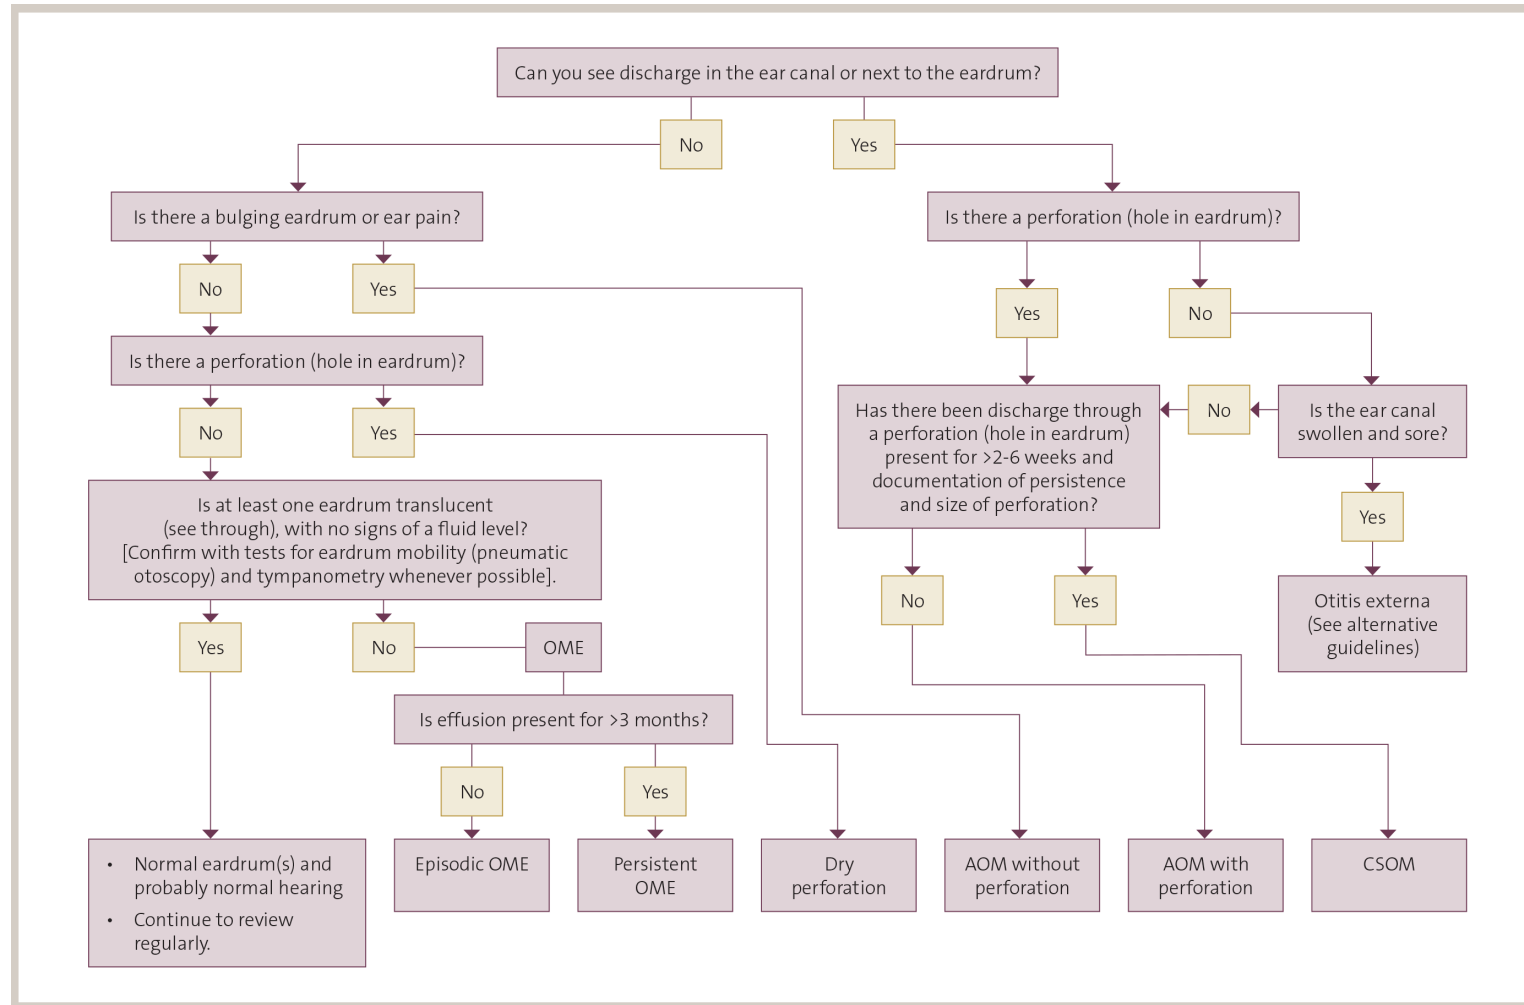 Can you see discharge in the ear canal or next to the eardrum?
No
Yes
Is there a bulging eardrum or ear pain?
Is there a perforation (hole in eardrum)?
No
Yes
Yes
No
Is there a perforation (hole in eardrum)?
No
Yes
Has there been discharge through
a perforation (hole in eardrum)
present for >2-6 weeks and
documentation of persistence
and size of perforation?
No
Is the ear canal
swollen and sore?
Yes
Is at least one eardrum translucent
(see through), with no signs of a fluid level?
[Confirm with tests for eardrum mobility (pneumatic
otoscopy) and tympanometry whenever possible].
No
Yes
Otitis externa
(See alternative
guidelines)
Yes
No
OME
Is effusion present for >3 months?
No
Yes
• Normal eardrum(s) and
probably normal hearing
• Continue to review
regularly.
Episodic OME
Persistent
OME
Dry
perforation
AOM without
perforation
AOM with
perforation
CSOM